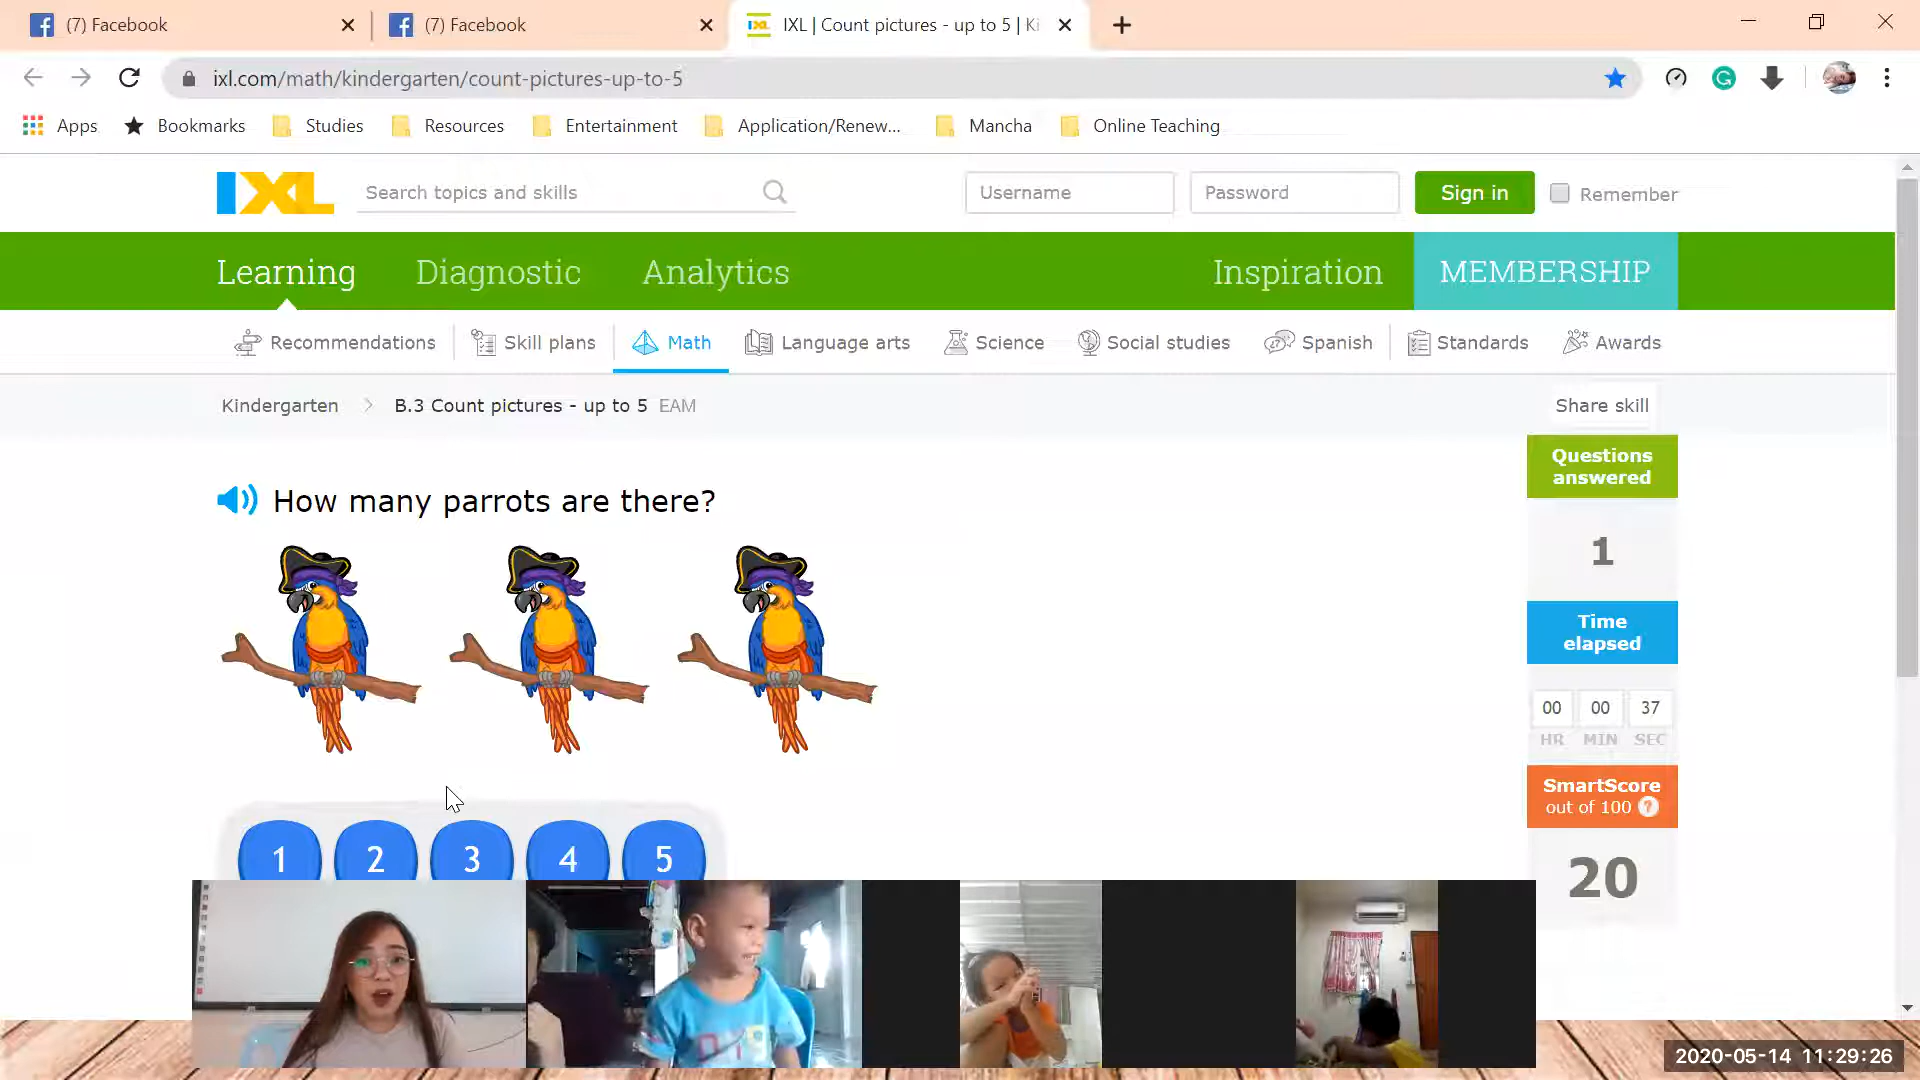 (7) Facebook
(7) Facebook
IXL | Count pictures - up to 5 | Ki
ixl.com/math/kindergarten/count-pictures-up-to-5
Apps
Bookmarks
Studies
Resources
Entertainment
Application/Renew...
Mancha
Online Teaching
IXL
Search topics and skills
Username
Password
Sign in
Remember
Learning
Diagnostic
Analytics
Inspiration
MEMBERSHIP
Recommendations
Skill plans
Math
Language arts
Science
Social studies
Spanish
Standards
Awards
Kindergarten
B.3 Count pictures - up to 5 EAM
Share skill
Questions
answered
1
How many parrots are there?
Time
elapsed
00 00 37
HR MIN SEC
SmartScore
out of 100 ?
20
1 2 3 4 5
2020-05-14 11:29:26